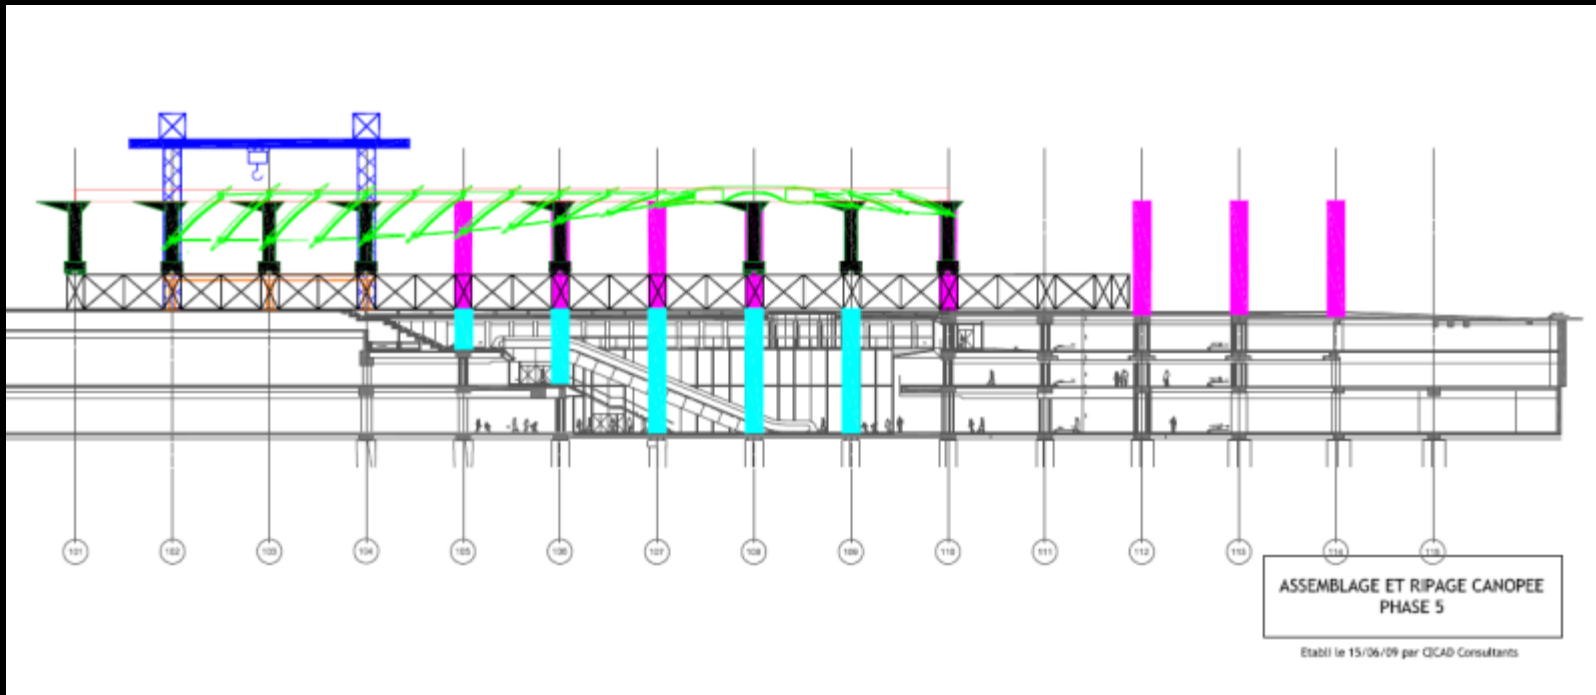 101 102 103 104 105 106 107 108 109 110 111 112 113 114 115
ASSEMBLAGE ET RIPAGE CANOPEE
PHASE 5
Etabli le 15/06/09 par CICAD Consultants